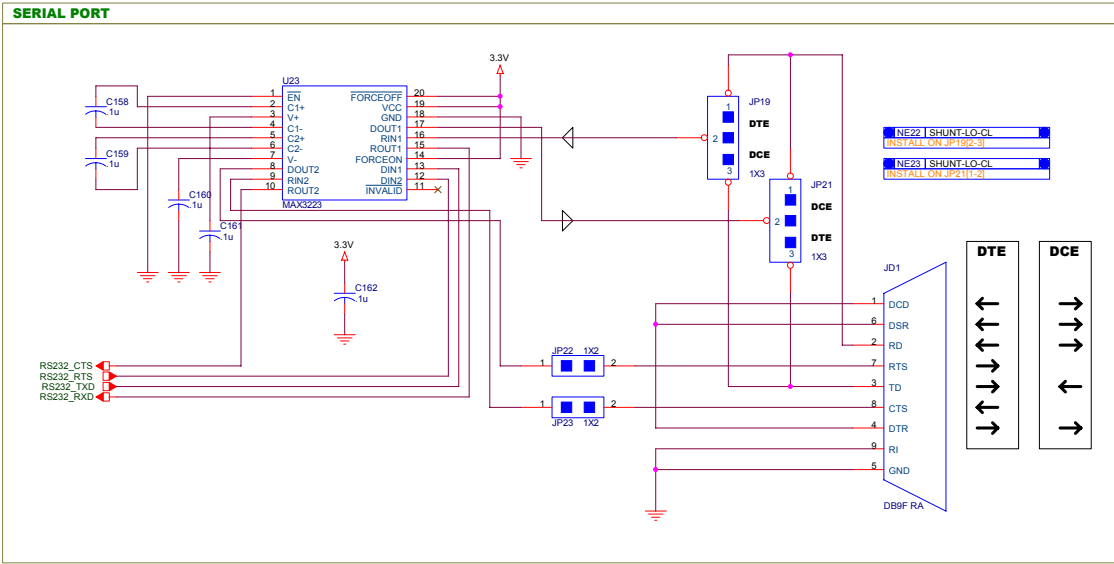 SERIAL PORT
U23
1 EN FORCEOFF 20
2 C1+ VCC 19
3 V+ GND 18
4 C1- DOUT1 17
5 C2+ RIN1 16
6 C2- ROUT1 15
7 V- FORCEON 14
8 DOUT2 DIN1 13
9 RIN2 DIN2 12
10 ROUT2 INVALID 11
MAX3223
C158
.1u
C159
.1u
C160
.1u
C161
.1u
3.3V
C162
.1u
3.3V
JP19
1
DTE
2
DCE
3
1X3
JP21
1
DCE
2
DTE
3
1X3
NE22 SHUNT-LO-CL
INSTALL ON JP19[2-3]
NE23 SHUNT-LO-CL
INSTALL ON JP21[1-2]
RS232_CTS
RS232_RTS
RS232_TXD
RS232_RXD
JP22 1X2
1 2
1 2
JP23 1X2
JD1
1 DCD
6 DSR
2 RD
7 RTS
3 TD
8 CTS
4 DTR
9 RI
5 GND
DB9F RA
DTE
DCE